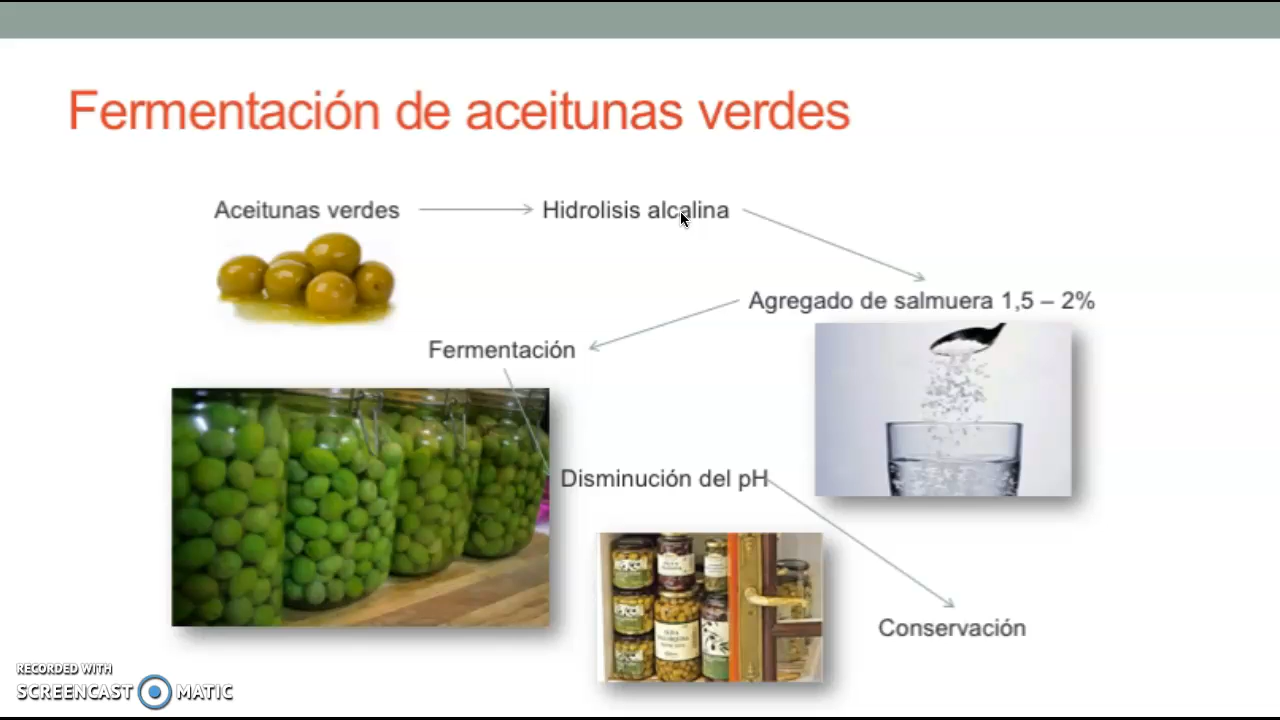 Fermentación de aceitunas verdes
Aceitunas verdes
Hidrolisis alcalina
Agregado de salmuera 1,5 – 2%
Fermentación
Disminución del pH
Conservación
RECORDED WITH
SCREENCAST MATIC